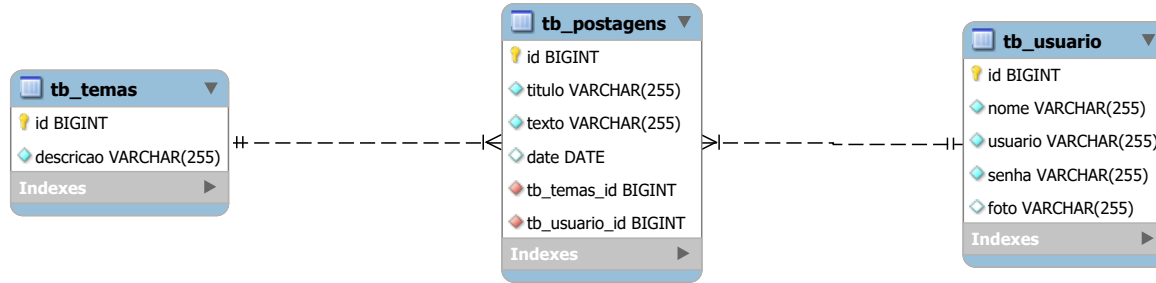 tb_temas
id BIGINT
descricao VARCHAR(255)
Indexes
tb_postagens
id BIGINT
titulo VARCHAR(255)
texto VARCHAR(255)
date DATE
tb_temas_id BIGINT
tb_usuario_id BIGINT
Indexes
tb_usuario
id BIGINT
nome VARCHAR(255)
usuario VARCHAR(255)
senha VARCHAR(255)
foto VARCHAR(255)
Indexes